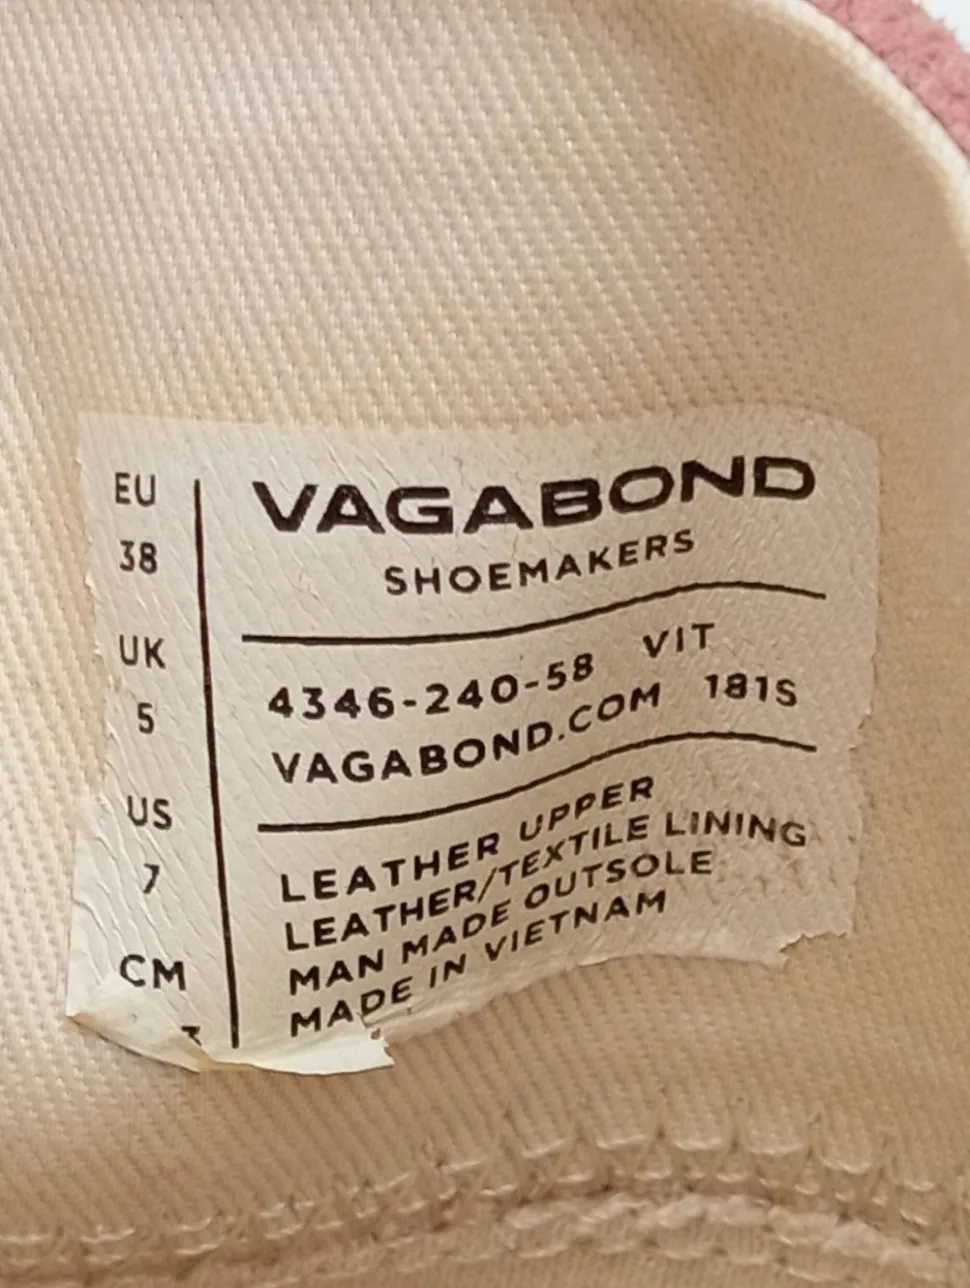 EU
38
UK
5
US
7
CM
VAGABOND
SHOEMAKERS
4346-240-58 VIT
VAGABOND.COM 181S
LEATHER UPPER
LEATHER/TEXTILE LINING
MAN MADE OUTSOLE
MADE IN VIETNAM